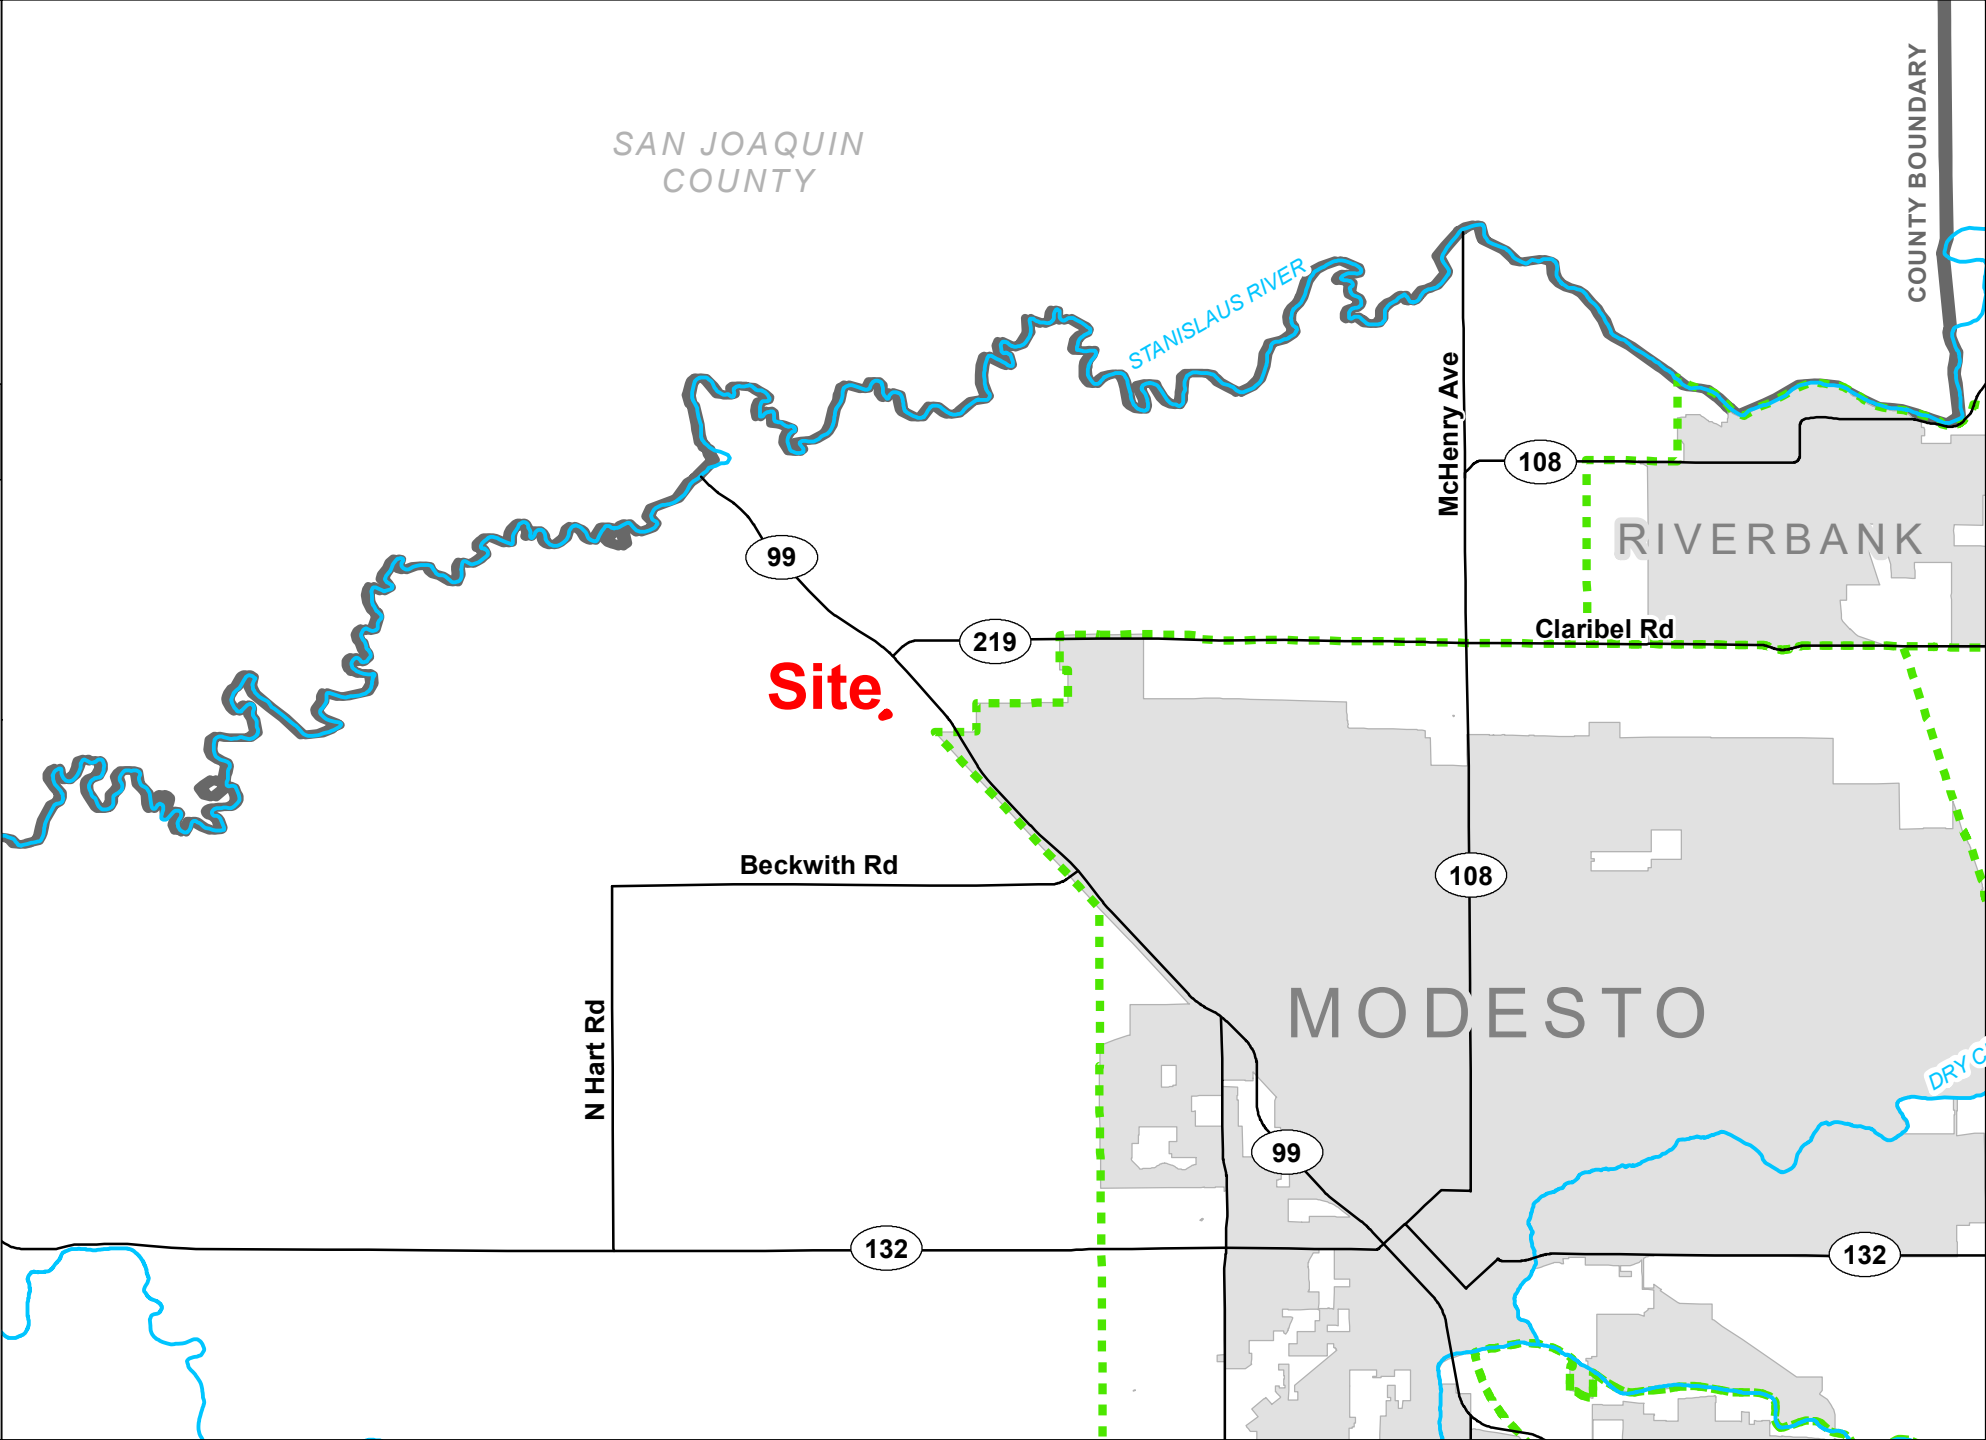 SAN JOAQUIN
COUNTY
COUNTY BOUNDARY
STANISLAUS RIVER
McHenry Ave
108
RIVERBANK
99
219
Claribel Rd
Site
Beckwith Rd
108
MODESTO
N Hart Rd
DRY C
99
132
132